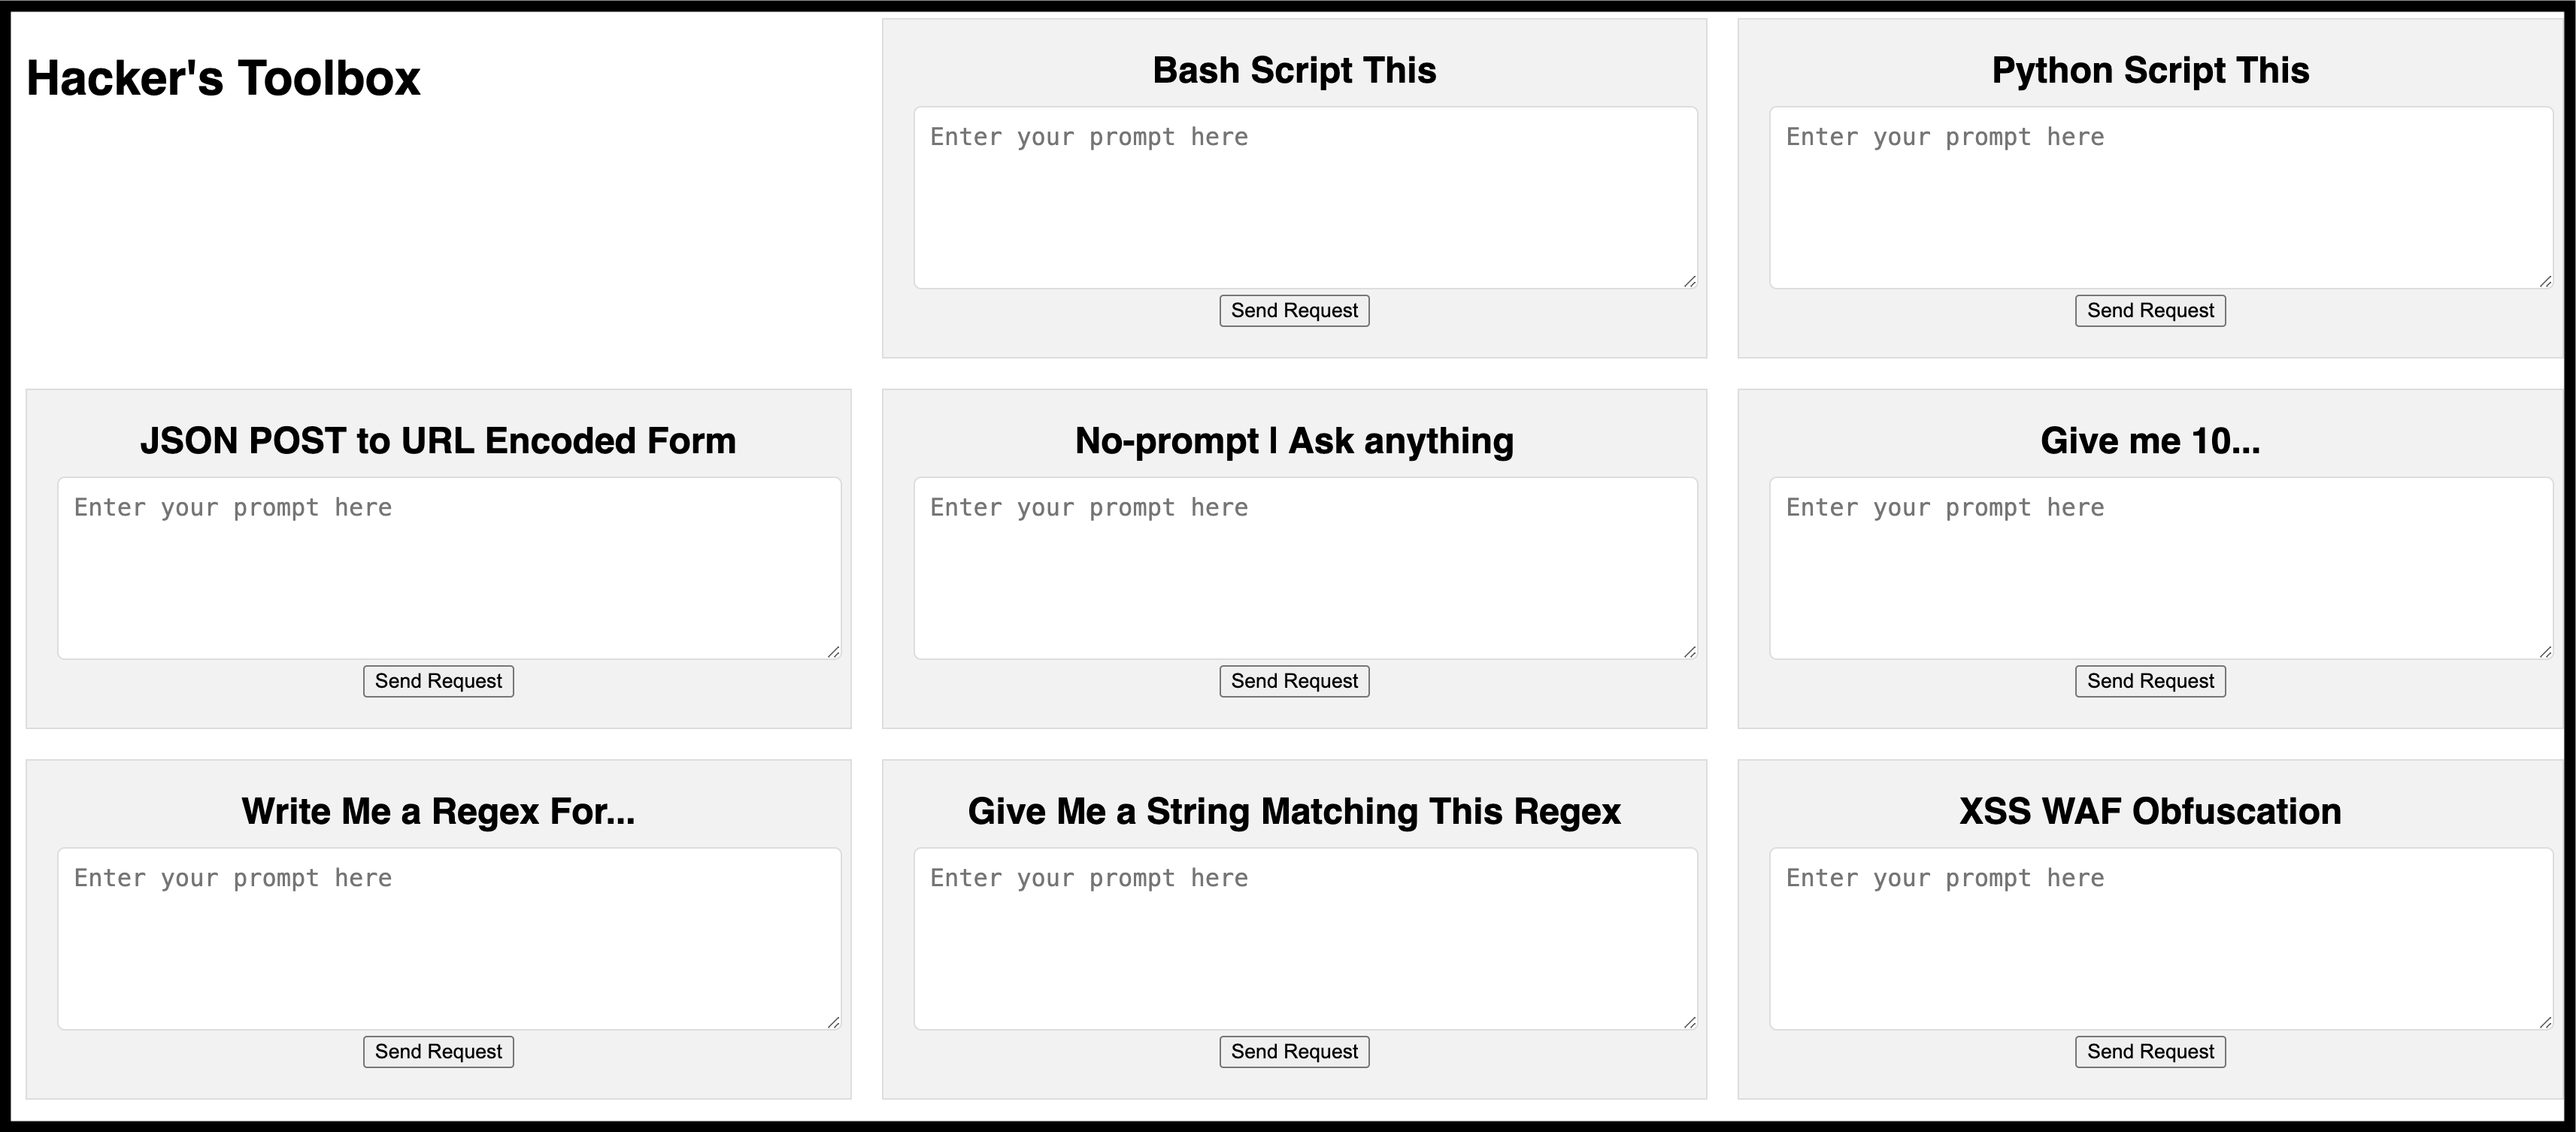 Hacker's Toolbox
Bash Script This
Enter your prompt here
Send Request
Python Script This
Enter your prompt here
Send Request
JSON POST to URL Encoded Form
Enter your prompt here
Send Request
No-prompt | Ask anything
Enter your prompt here
Send Request
Give me 10...
Enter your prompt here
Send Request
Write Me a Regex For...
Enter your prompt here
Send Request
Give Me a String Matching This Regex
Enter your prompt here
Send Request
XSS WAF Obfuscation
Enter your prompt here
Send Request